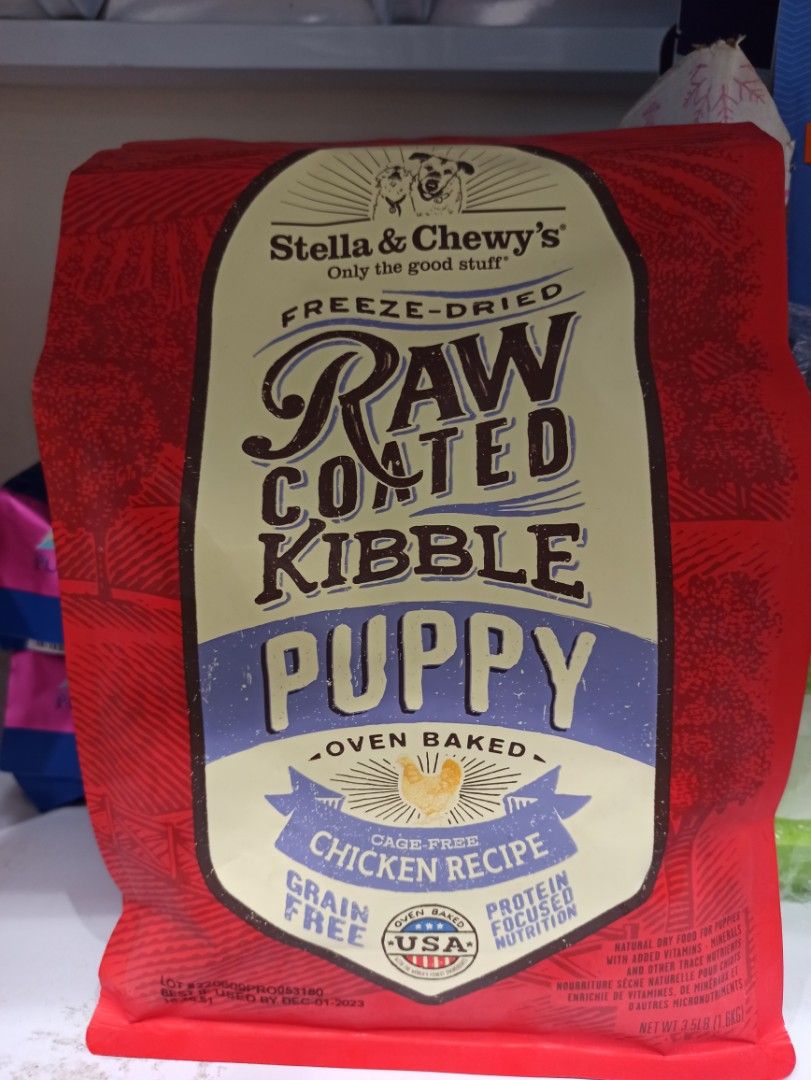 Stella & Chewy's®
Only the good stuff®
FREEZE-DRIED
RAW
COATED
KIBBLE
PUPPY
OVEN BAKED
CAGE-FREE
CHICKEN RECIPE
GRAIN
FREE
OVEN BAKED
USA
PROTEIN
FOCUSED
NUTRITION
NATURAL DRY FOOD FOR PUPPIES
WITH ADDED VITAMINS - MINERALS
AND OTHER TRACE NUTRIENTS
NOURRITURE SÈCHE NATURELLE POUR CHIOTS
ENRICHIE DE VITAMINES, DE MINÉRAUX ET
D'AUTRES MICRONUTRIMENTS
NET WT 3.5LB (1.6KG)
BEST IF USED BY DEC-01-2023